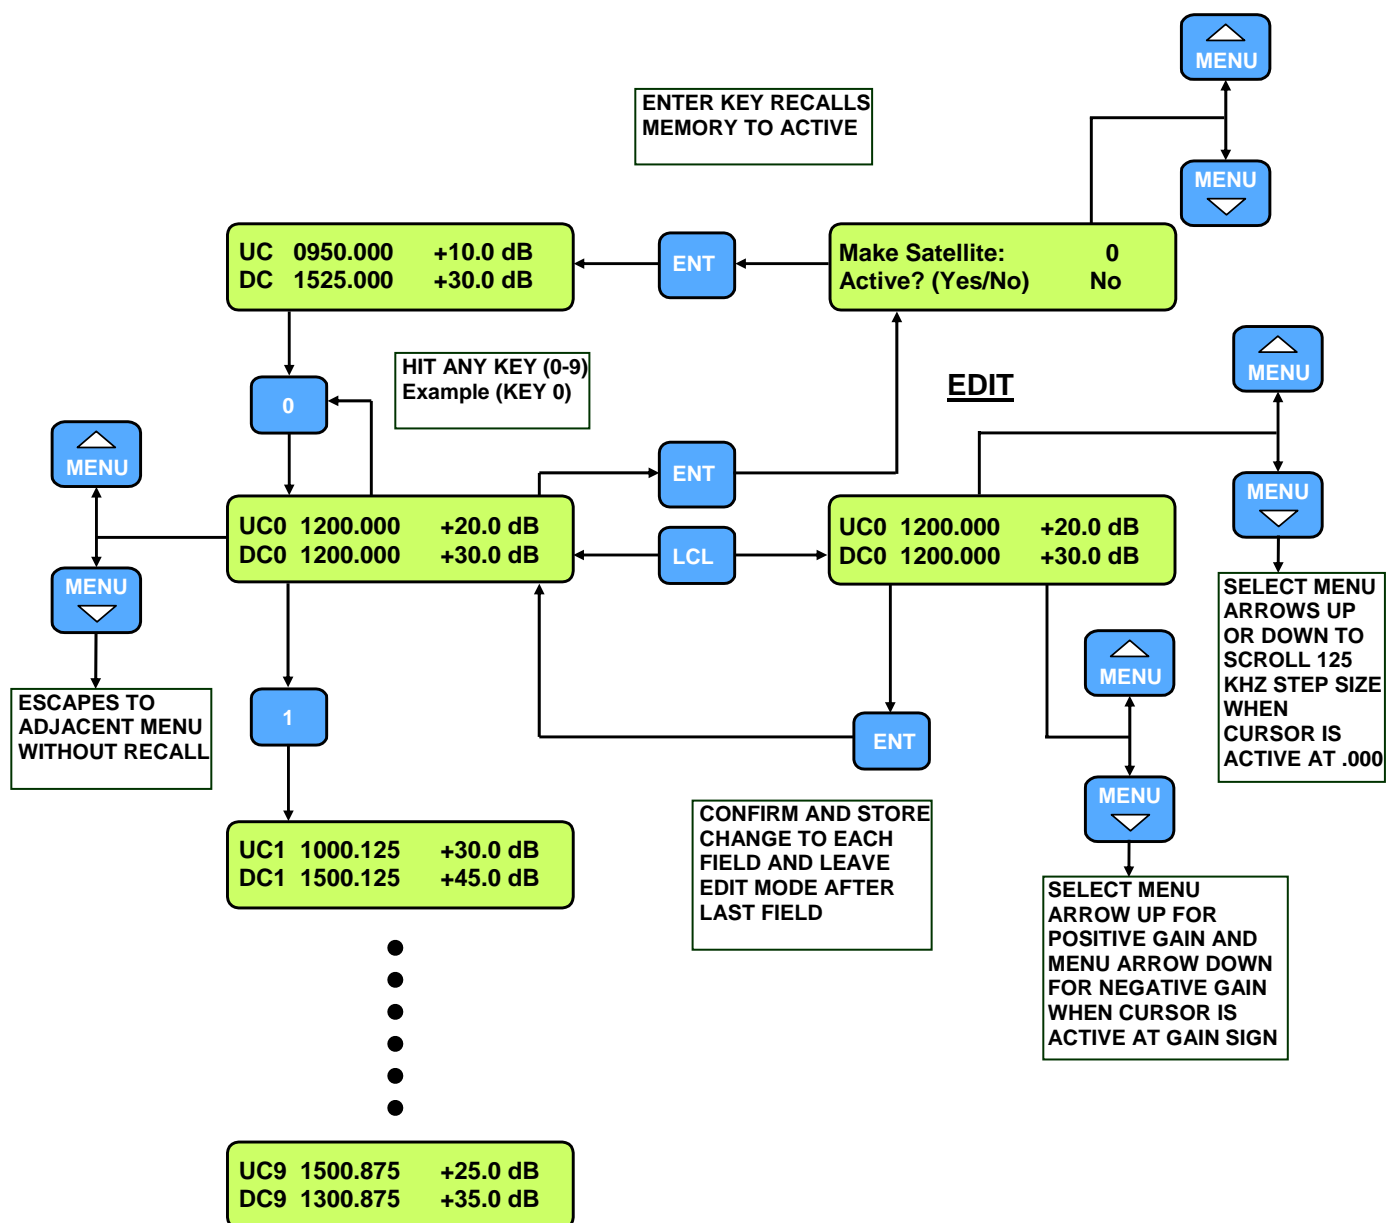 MENU
ENTER KEY RECALLS
MEMORY TO ACTIVE
MENU
UC 0950.000 +10.0 dB
DC 1525.000 +30.0 dB
ENT
Make Satellite: 0
Active? (Yes/No) No
HIT ANY KEY (0-9)
Example (KEY 0)
0
EDIT
MENU
MENU
ENT
MENU
UC0 1200.000 +20.0 dB
DC0 1200.000 +30.0 dB
LCL
UC0 1200.000 +20.0 dB
DC0 1200.000 +30.0 dB
MENU
SELECT MENU
ARROWS UP
OR DOWN TO
SCROLL 125
KHZ STEP SIZE
WHEN
CURSOR IS
ACTIVE AT .000
MENU
ESCAPES TO
ADJACENT MENU
WITHOUT RECALL
1
ENT
MENU
CONFIRM AND STORE
CHANGE TO EACH
FIELD AND LEAVE
EDIT MODE AFTER
LAST FIELD
UC1 1000.125 +30.0 dB
DC1 1500.125 +45.0 dB
SELECT MENU
ARROW UP FOR
POSITIVE GAIN AND
MENU ARROW DOWN
FOR NEGATIVE GAIN
WHEN CURSOR IS
ACTIVE AT GAIN SIGN
UC9 1500.875 +25.0 dB
DC9 1300.875 +35.0 dB